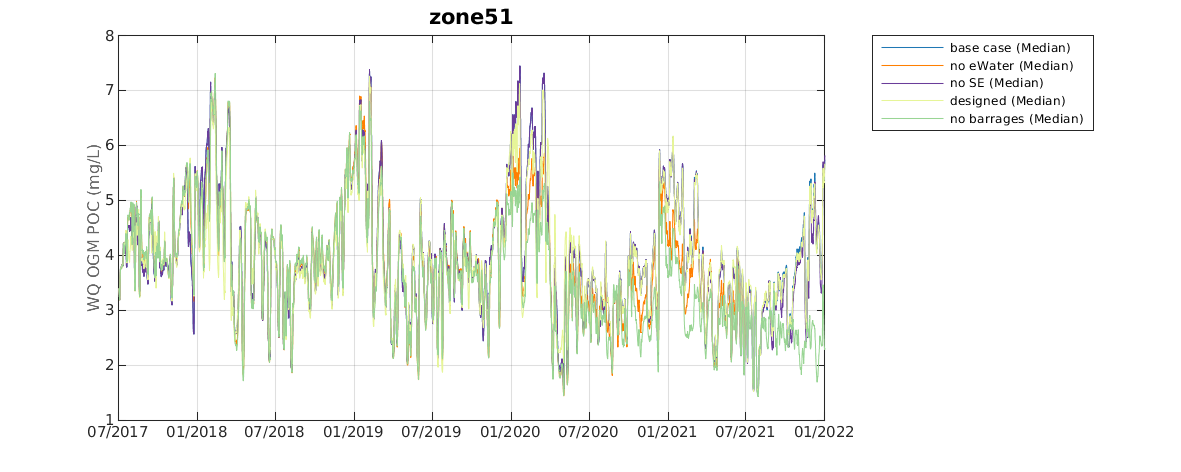 zone51
WQ OGM POC (mg/L)
8
7
6
5
4
3
2
1
07/2017 01/2018 07/2018 01/2019 07/2019 01/2020 07/2020 01/2021 07/2021 01/2022
base case (Median)
no eWater (Median)
no SE (Median)
designed (Median)
no barrages (Median)